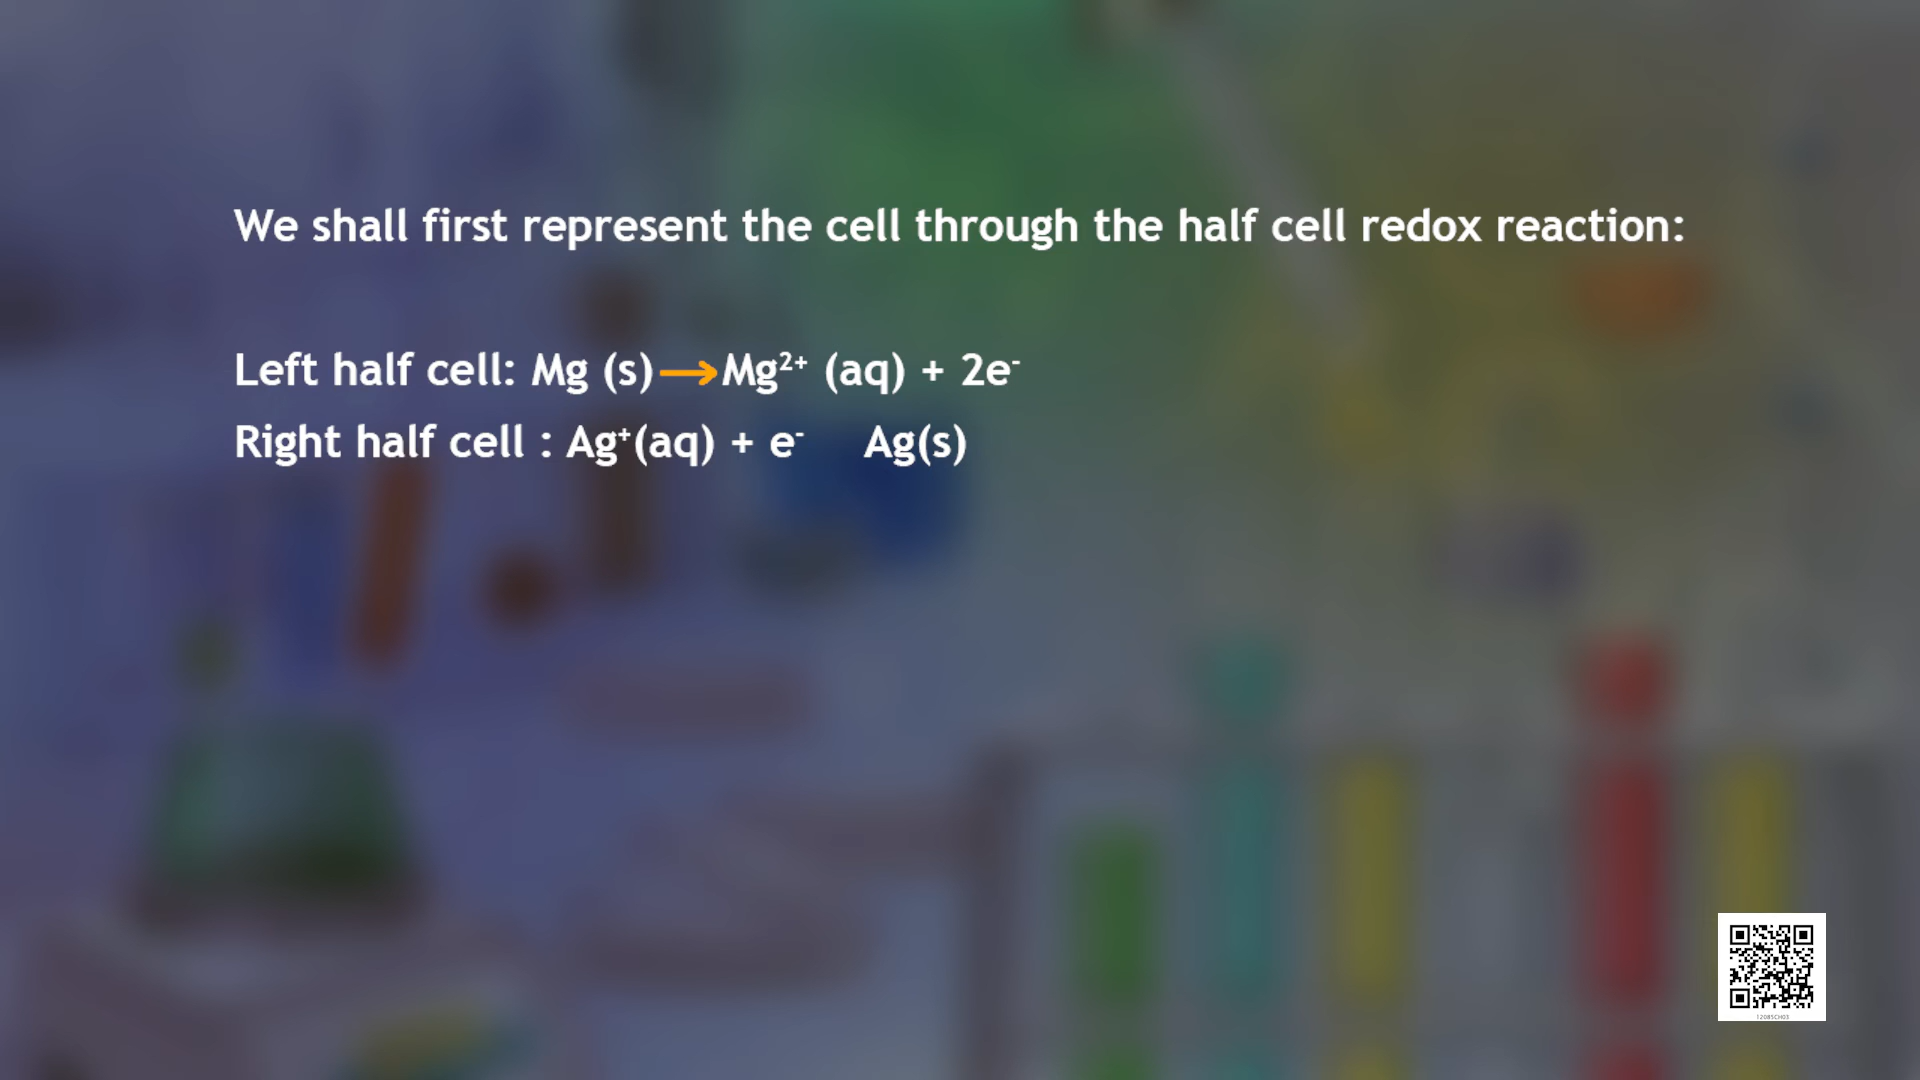 We shall first represent the cell through the half cell redox reaction:
Left half cell: Mg (s)⟶Mg²⁺ (aq) + 2e⁻
Right half cell : Ag⁺(aq) + e⁻ Ag(s)
12085CH03